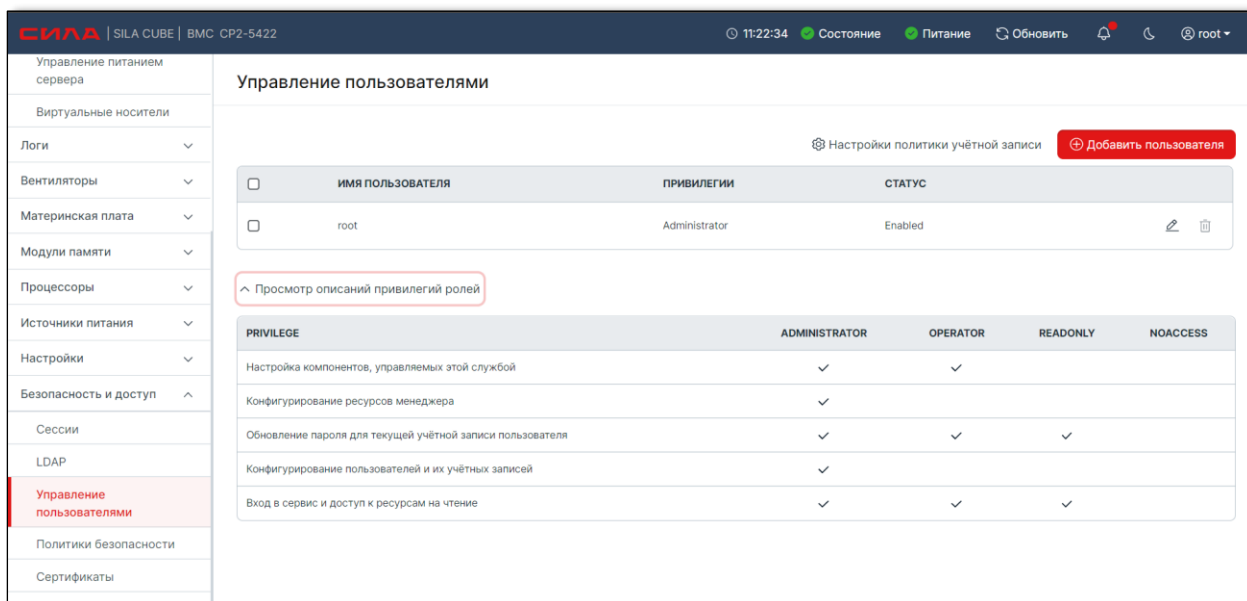 СИЛА | SILA CUBE | BMC CP2-5422
11:22:34 Состояние Питание Обновить root
Управление питанием
сервера
Виртуальные носители
Логи
Вентиляторы
Материнская плата
Модули памяти
Процессоры
Источники питания
Настройки
Безопасность и доступ
Сессии
LDAP
Управление
пользователями
Политики безопасности
Сертификаты
Управление пользователями
Настройки политики учётной записи Добавить пользователя
ИМЯ ПОЛЬЗОВАТЕЛЯ ПРИВИЛЕГИИ СТАТУС
root Administrator Enabled
Просмотр описаний привилегий ролей
PRIVILEGE ADMINISTRATOR OPERATOR READONLY NOACCESS
Настройка компонентов, управляемых этой службой ✓ ✓
Конфигурирование ресурсов менеджера ✓
Обновление пароля для текущей учётной записи пользователя ✓ ✓ ✓
Конфигурирование пользователей и их учётных записей ✓
Вход в сервис и доступ к ресурсам на чтение ✓ ✓ ✓